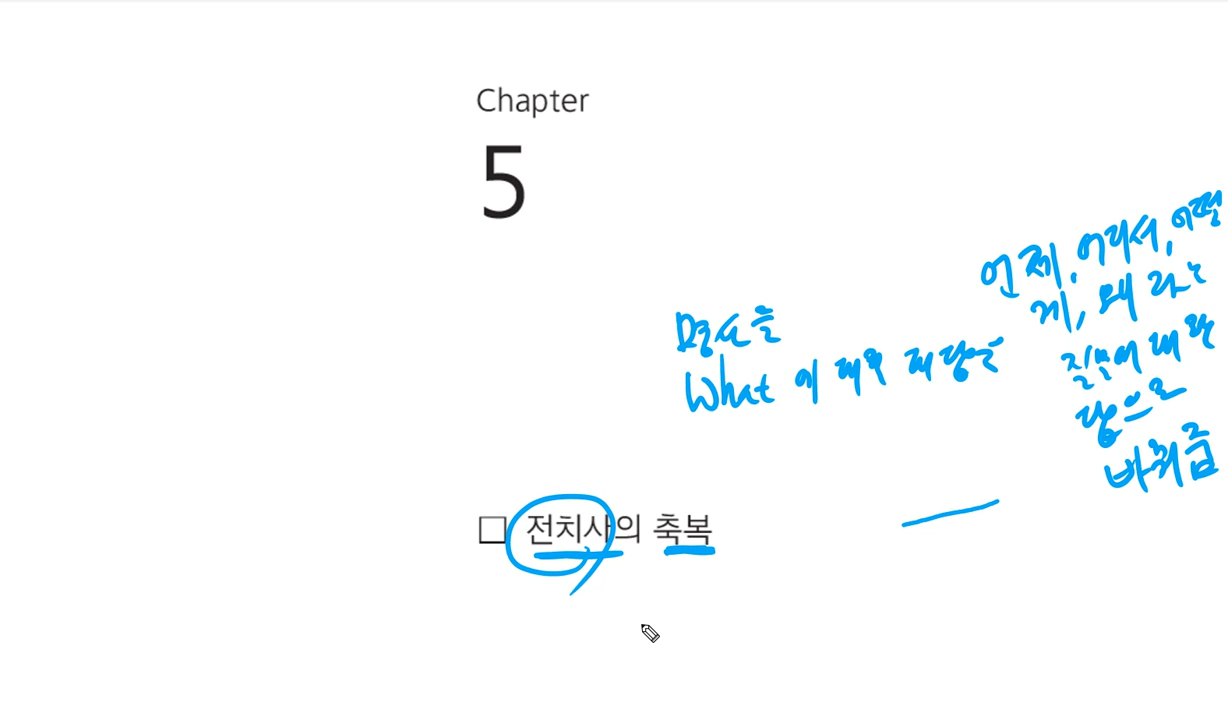 Chapter
5
언제, 어디서, 어떻
게, 왜 라는
질문에 대한
답으로
바꿔줌
명사를
What 에 대한 대답을
전치사의 축복